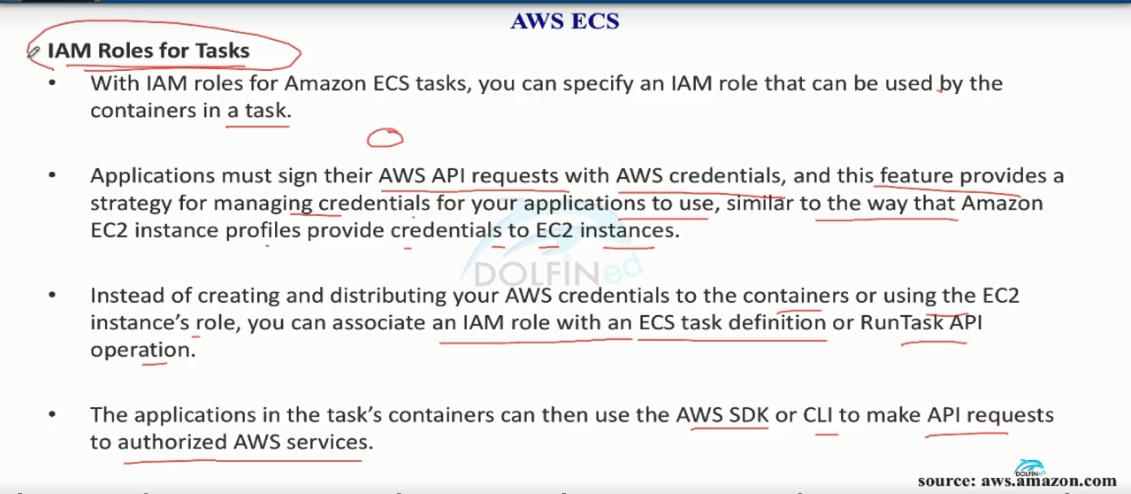 AWS ECS
IAM Roles for Tasks
• With IAM roles for Amazon ECS tasks, you can specify an IAM role that can be used by the
containers in a task.
• Applications must sign their AWS API requests with AWS credentials, and this feature provides a
strategy for managing credentials for your applications to use, similar to the way that Amazon
EC2 instance profiles provide credentials to EC2 instances.
DOLFINed
• Instead of creating and distributing your AWS credentials to the containers or using the EC2
instance’s role, you can associate an IAM role with an ECS task definition or RunTask API
operation.
• The applications in the task’s containers can then use the AWS SDK or CLI to make API requests
to authorized AWS services.
DOLFINed
source: aws.amazon.com